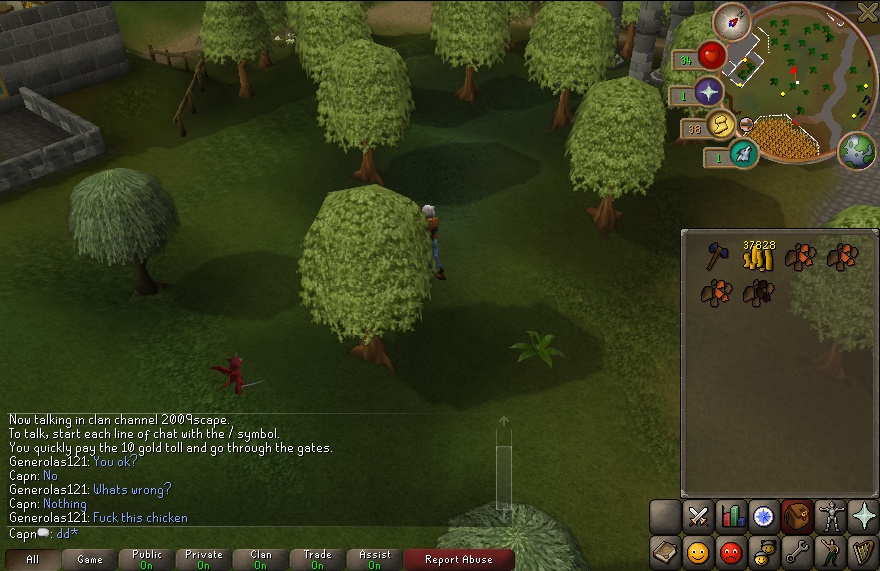 94
1
38
1
37828
Now talking in clan channel 2009scape.
To talk, start each line of chat with the / symbol.
You quickly pay the 10 gold toll and go through the gates.
Generolas121: You ok?
Capn: No
Generolas121: Whats wrong?
Capn: Nothing
Generolas121: Fuck this chicken
Capn: dd*
All Game Public Private Clan Trade Assist Report Abuse
On On On On On